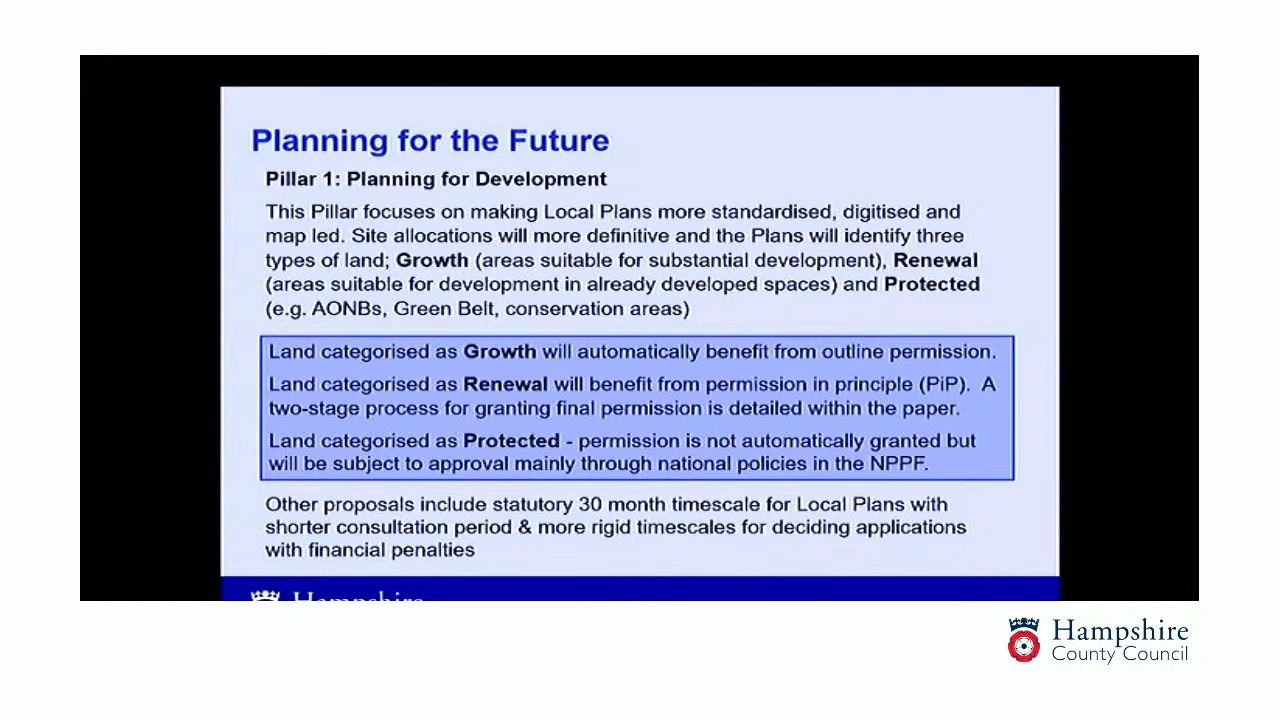 Planning for the Future
Pillar 1: Planning for Development
This Pillar focuses on making Local Plans more standardised, digitised and
map led. Site allocations will more definitive and the Plans will identify three
types of land; Growth (areas suitable for substantial development), Renewal
(areas suitable for development in already developed spaces) and Protected
(e.g. AONBs, Green Belt, conservation areas)
Land categorised as Growth will automatically benefit from outline permission.
Land categorised as Renewal will benefit from permission in principle (PiP). A
two-stage process for granting final permission is detailed within the paper.
Land categorised as Protected - permission is not automatically granted but
will be subject to approval mainly through national policies in the NPPF.
Other proposals include statutory 30 month timescale for Local Plans with
shorter consultation period & more rigid timescales for deciding applications
with financial penalties
Hampshire
Hampshire
County Council